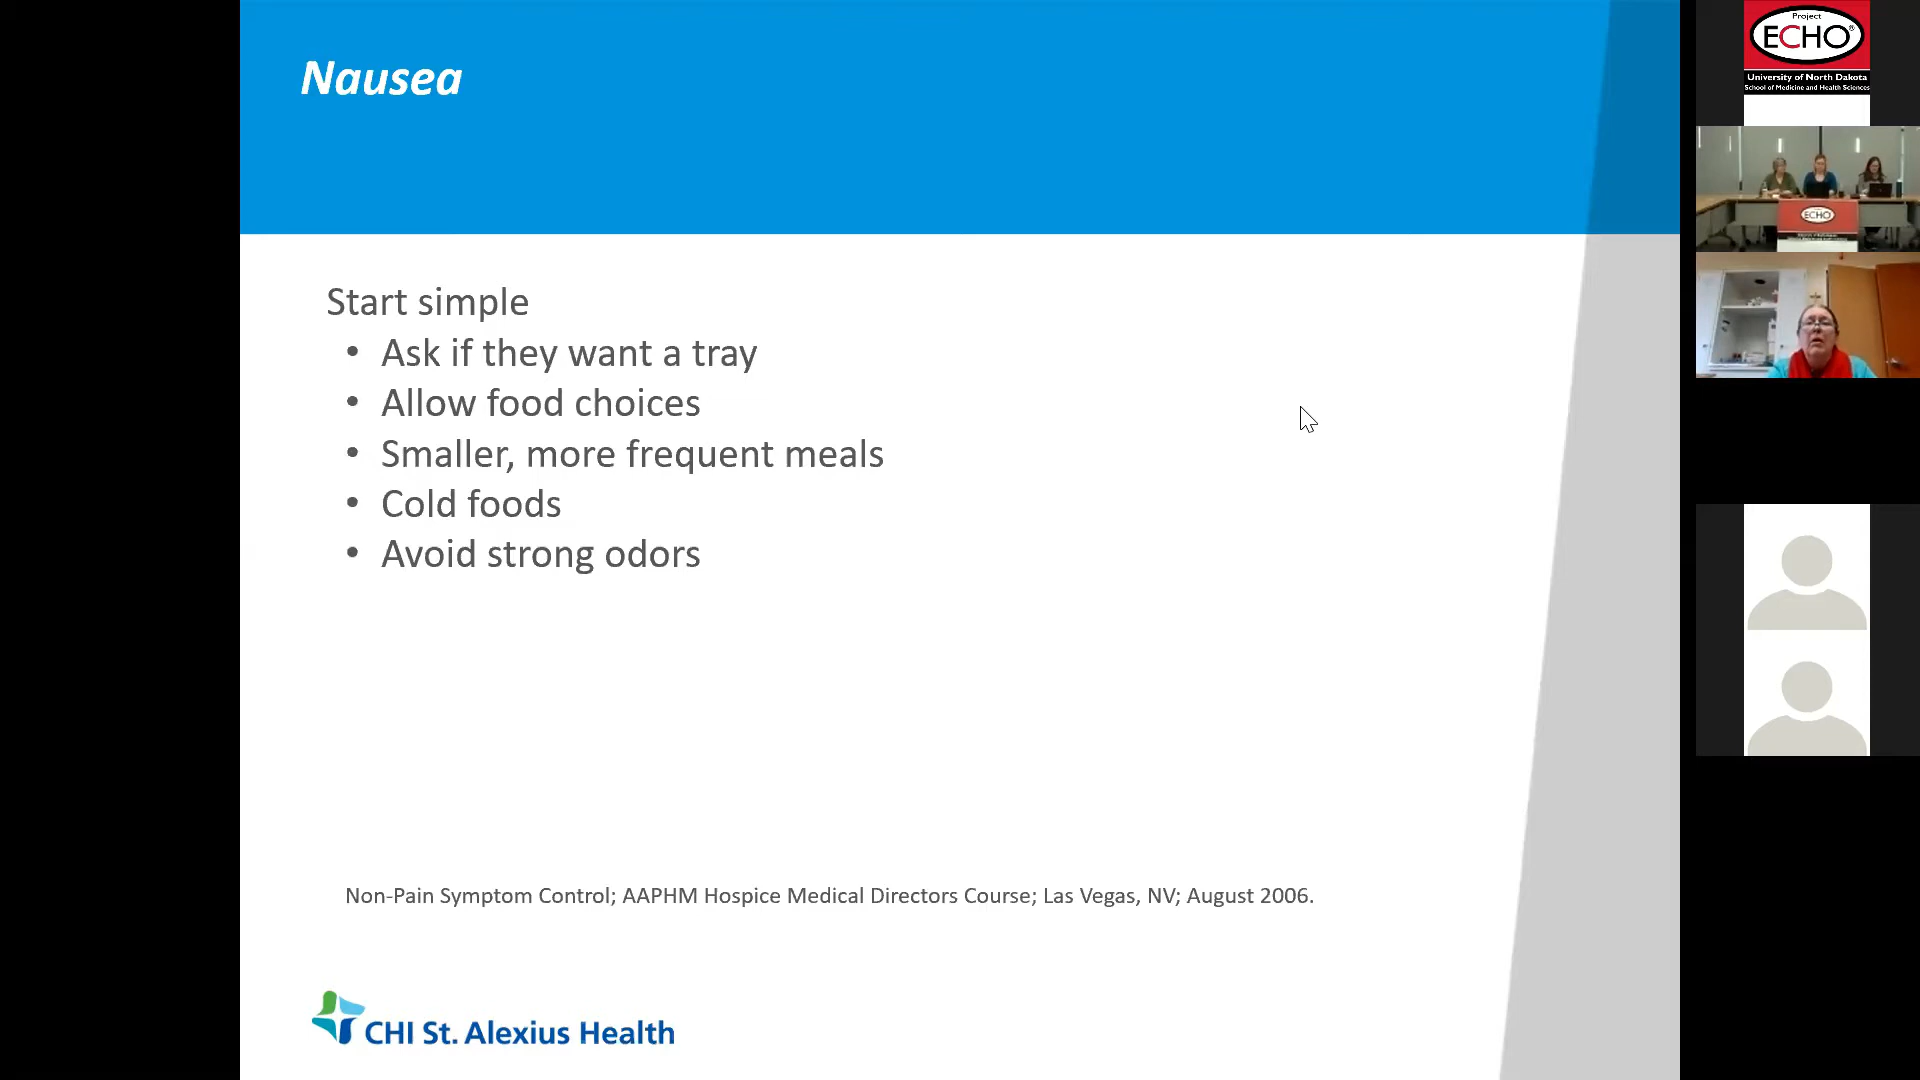 Nausea
Start simple
• Ask if they want a tray
• Allow food choices
• Smaller, more frequent meals
• Cold foods
• Avoid strong odors
Non-Pain Symptom Control; AAPHM Hospice Medical Directors Course; Las Vegas, NV; August 2006.
CHI St. Alexius Health
Project
ECHO®
University of North Dakota
School of Medicine and Health Sciences
ECHO